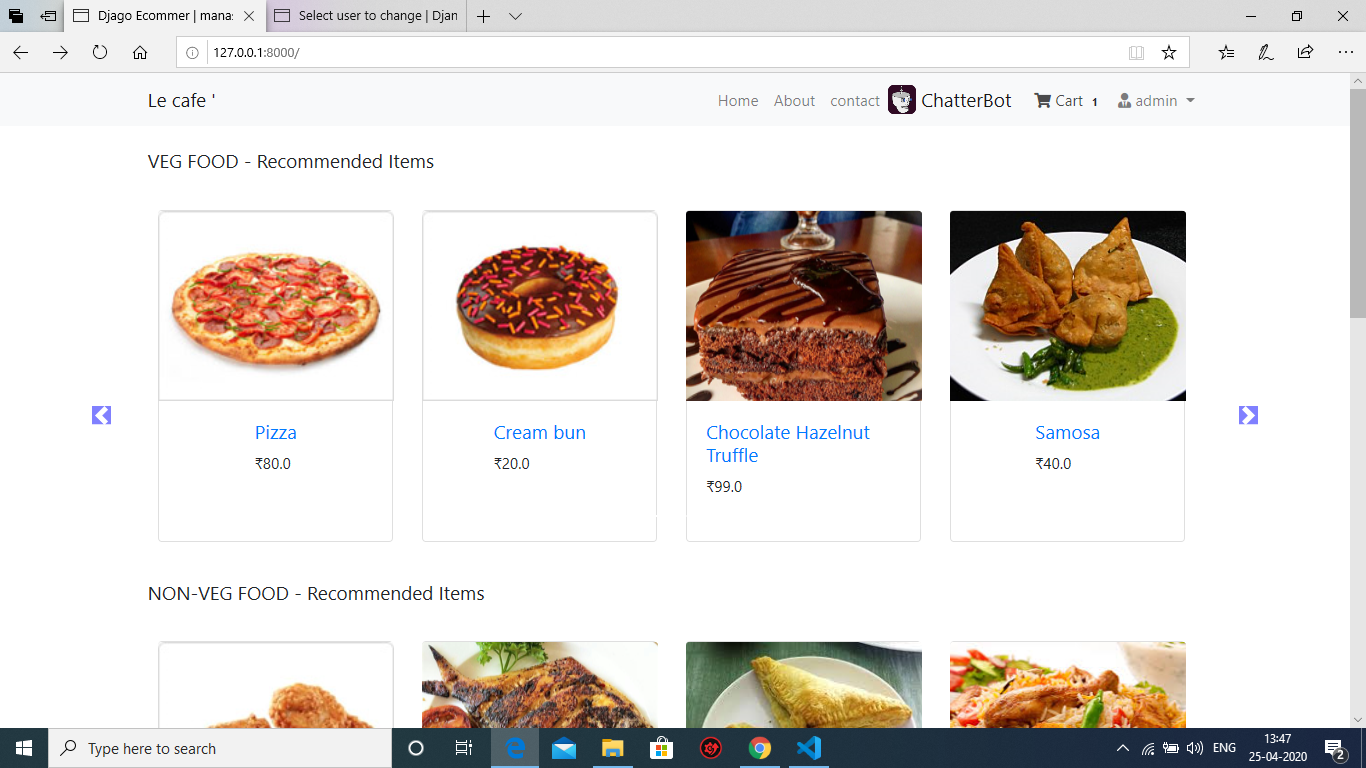 Djago Ecommer | mana
Select user to change | Djan
127.0.0.1:8000/
Le cafe '
Home About contact ChatterBot Cart 1 admin
VEG FOOD - Recommended Items
Pizza
₹80.0
Cream bun
₹20.0
Chocolate Hazelnut
Truffle
₹99.0
Samosa
₹40.0
NON-VEG FOOD - Recommended Items
Type here to search
ENG
13:47
25-04-2020
2